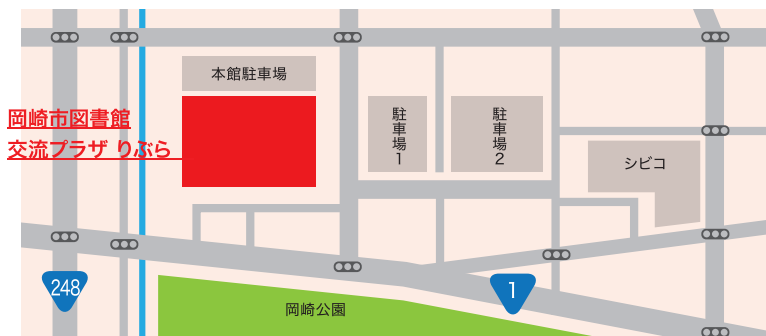 本館駐車場
岡崎市図書館
交流プラザ りぶら
駐車場1
駐車場2
シビコ
248
1
岡崎公園